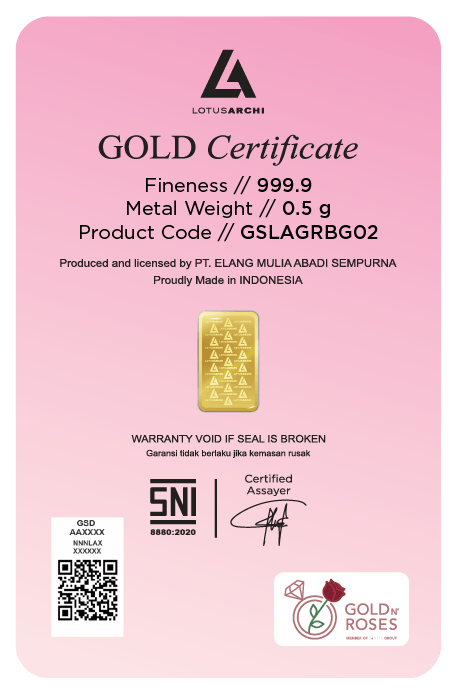 LOTUSARCHI
GOLD Certificate
Fineness // 999.9
Metal Weight // 0.5 g
Product Code // GSLAGRBG02
Produced and licensed by PT. ELANG MULIA ABADI SEMPURNA
Proudly Made in INDONESIA
WARRANTY VOID IF SEAL IS BROKEN
Garansi tidak berlaku jika kemasan rusak
SNI
8880:2020
Certified
Assayer
GSD
AAXXXX
NNNLAX
XXXXXX
GOLD N'
ROSES
MEMBER OF
GROUP